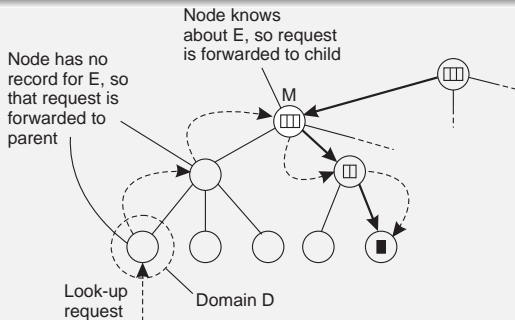 Node knows
about E, so request
is forwarded to child
Node has no
record for E, so
that request is
forwarded to
parent
M
Look-up
request
Domain D